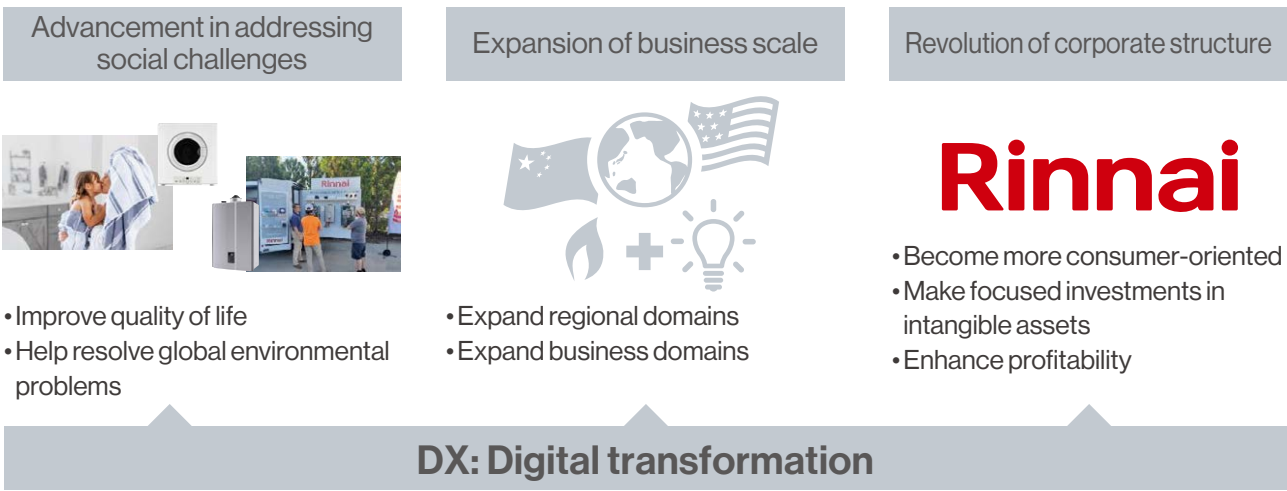 Advancement in addressing
social challenges
Expansion of business scale
Revolution of corporate structure
Rinnai
Rinnai
• Improve quality of life
• Help resolve global environmental
problems
• Expand regional domains
• Expand business domains
• Become more consumer-oriented
• Make focused investments in
intangible assets
• Enhance profitability
DX: Digital transformation